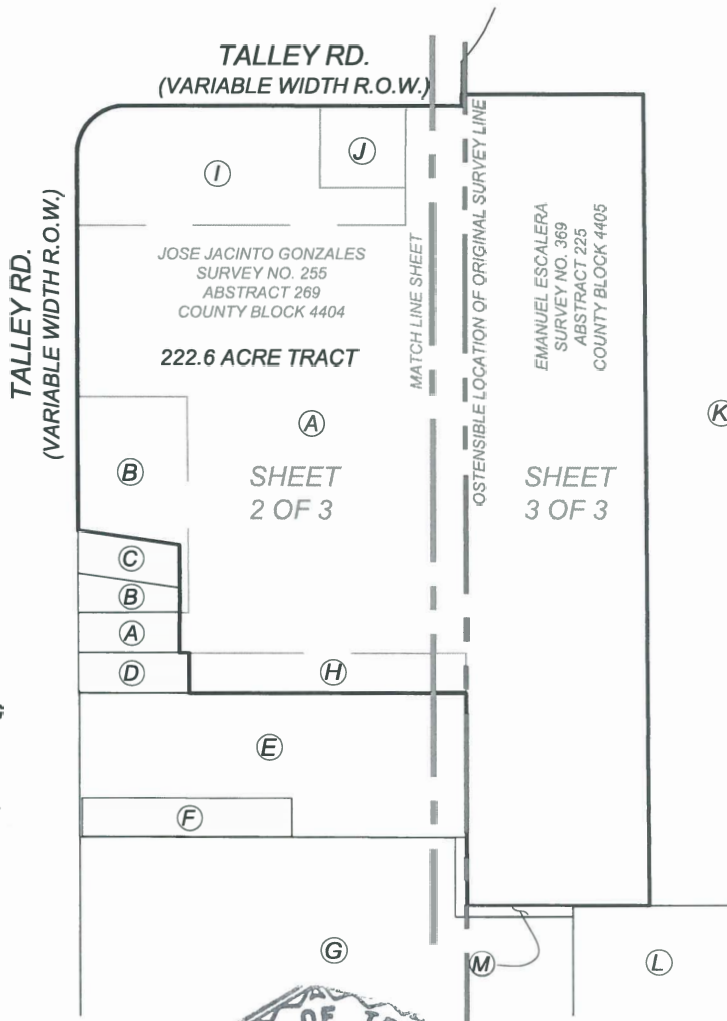 TALLEY RD.
(VARIABLE WIDTH R.O.W.)
TALLEY RD.
(VARIABLE WIDTH R.O.W.)
I
J
JOSE JACINTO GONZALES
SURVEY NO. 255
ABSTRACT 269
COUNTY BLOCK 4404
222.6 ACRE TRACT
MATCH LINE SHEET
OSTENSIBLE LOCATION OF ORIGINAL SURVEY LINE
EMANUEL ESCALERA
SURVEY NO. 369
ABSTRACT 225
COUNTY BLOCK 4405
K
A
B
SHEET
2 OF 3
SHEET
3 OF 3
C
B
A
D
H
E
F
G
M
L
OF